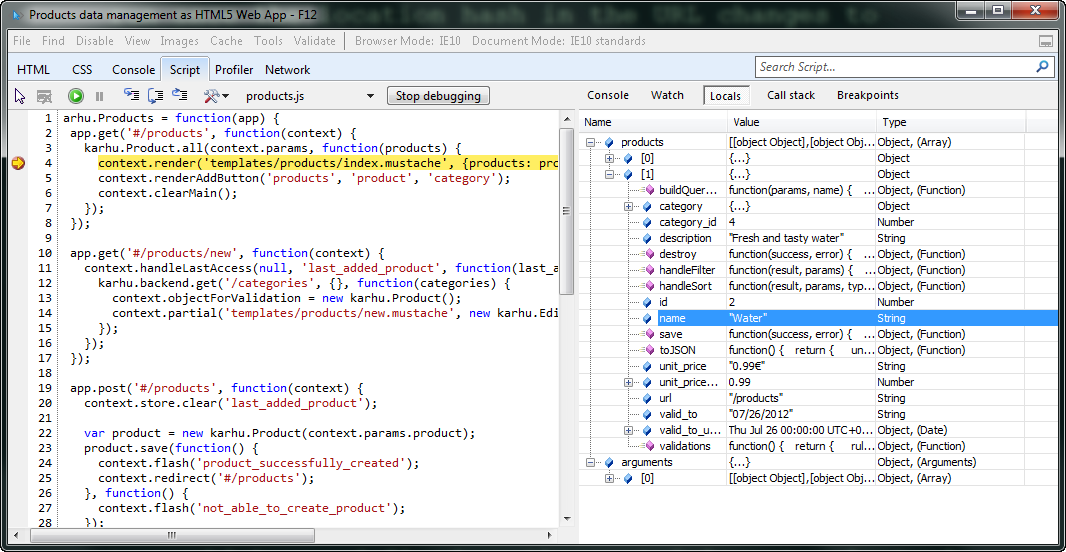 Products data management as HTML5 Web App - F12
File Find Disable View Images Cache Tools Validate Browser Mode: IE10 Document Mode: IE10 standards
HTML CSS Console Script Profiler Network Search Script...
products.js Stop debugging Console Watch Locals Call stack Breakpoints
Name Value Type
1 arhu.Products = function(app) {
2 app.get('#/products', function(context) {
3 karhu.Product.all(context.params, function(products) {
4 context.render('templates/products/index.mustache', {products: pro
5 context.renderAddButton('products', 'product', 'category');
6 context.clearMain();
7 });
8 });
9
10 app.get('#/products/new', function(context) {
11 context.handleLastAccess(null, 'last_added_product', function(last_a
12 karhu.backend.get('/categories', {}, function(categories) {
13 context.objectForValidation = new karhu.Product();
14 context.partial('templates/products/new.mustache', new karhu.Edi
15 });
16 });
17 });
18
19 app.post('#/products', function(context) {
20 context.store.clear('last_added_product');
21
22 var product = new karhu.Product(context.params.product);
23 product.save(function() {
24 context.flash('product_successfully_created');
25 context.redirect('#/products');
26 }, function() {
27 context.flash('not_able_to_create_product');
28 });
products [[object Object],[object Obj... Object, (Array)
[0] {...} Object
[1] {...} Object
buildQuer... function(params, name) { ... Object, (Function)
category {...} Object
category_id 4 Number
description "Fresh and tasty water" String
destroy function(success, error) { ... Object, (Function)
handleFilter function(result, params) { ... Object, (Function)
handleSort function(result, params, typ... Object, (Function)
id 2 Number
name "Water" String
save function(success, error) { ... Object, (Function)
toJSON function() { return { un... Object, (Function)
unit_price "0.99€" String
unit_price... 0.99 Number
url "/products" String
valid_to "07/26/2012" String
valid_to_u... Thu Jul 26 00:00:00 UTC+0... Object, (Date)
validations function() { return { rul... Object, (Function)
arguments {...} Object, (Arguments)
[0] [[object Object],[object Obj... Object, (Array)